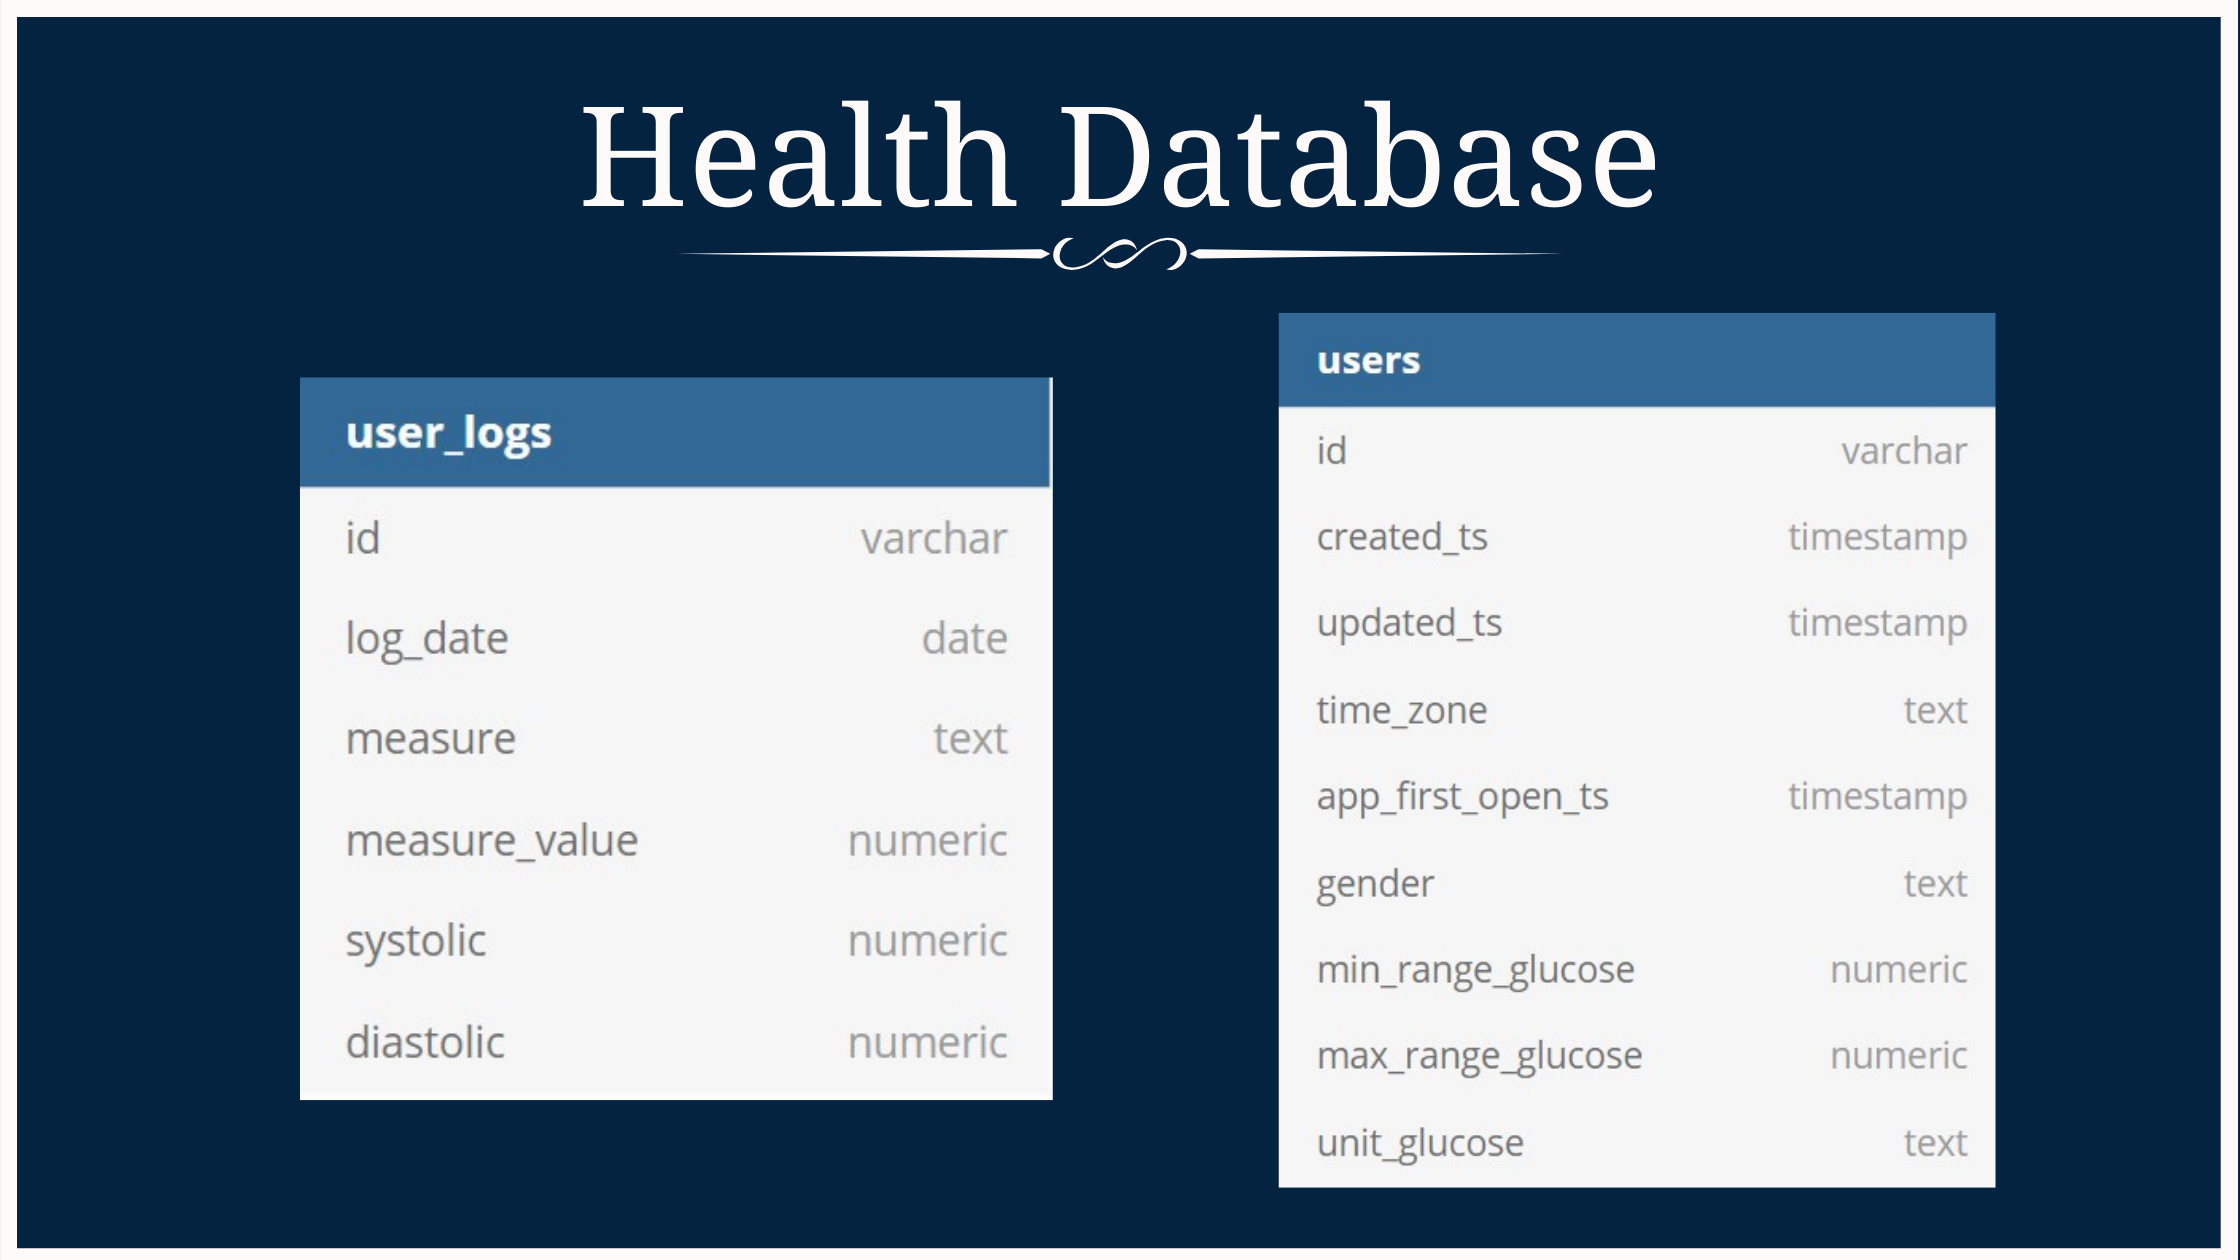 Health Database
user_logs
id varchar
log_date date
measure text
measure_value numeric
systolic numeric
diastolic numeric
users
id varchar
created_ts timestamp
updated_ts timestamp
time_zone text
app_first_open_ts timestamp
gender text
min_range_glucose numeric
max_range_glucose numeric
unit_glucose text